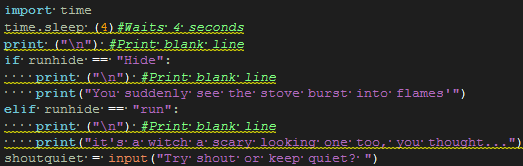 import time
time.sleep (4)#Waits 4 seconds
print ("\n") #Print blank line
if runhide == "Hide":
    print ("\n") #Print blank line
    print("You suddenly see the stove burst into flames'")
elif runhide == "run":
    print ("\n") #Print blank line
    print("it's a witch a scary looking one too, you thought...")
shoutquiet = input("Try shout or keep quiet? ")